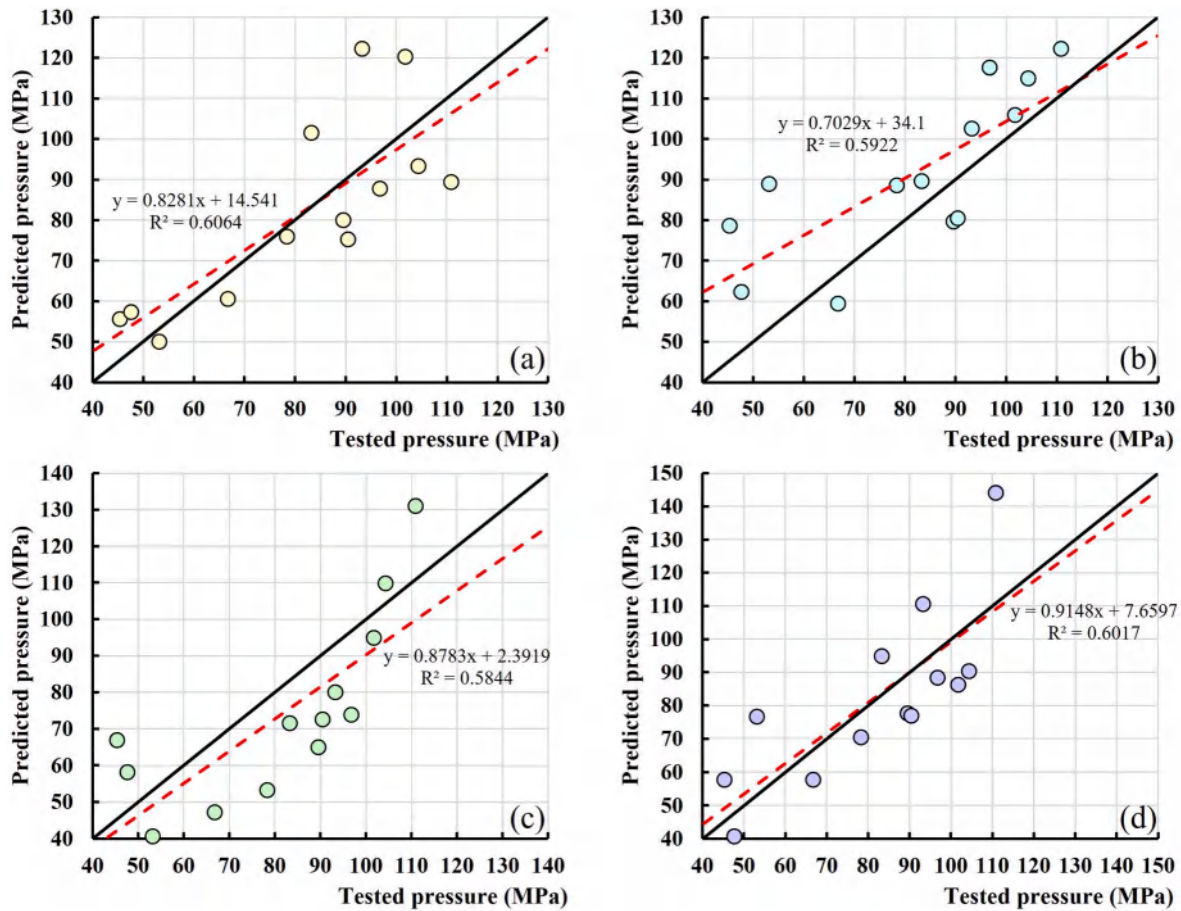 130
120
110
100
90
80
70
60
50
40
Predicted pressure (MPa)
y = 0.8281x + 14.541
R² = 0.6064
(a)
40 50 60 70 80 90 100 110 120 130
Tested pressure (MPa)
130
120
110
100
90
80
70
60
50
40
Predicted pressure (MPa)
y = 0.7029x + 34.1
R² = 0.5922
(b)
40 50 60 70 80 90 100 110 120 130
Tested pressure (MPa)
140
130
120
110
100
90
80
70
60
50
40
Predicted pressure (MPa)
y = 0.8783x + 2.3919
R² = 0.5844
(c)
40 50 60 70 80 90 100 110 120 130 140
Tested pressure (MPa)
150
140
130
120
110
100
90
80
70
60
50
40
Predicted pressure (MPa)
y = 0.9148x + 7.6597
R² = 0.6017
(d)
40 50 60 70 80 90 100 110 120 130 140 150
Tested pressure (MPa)